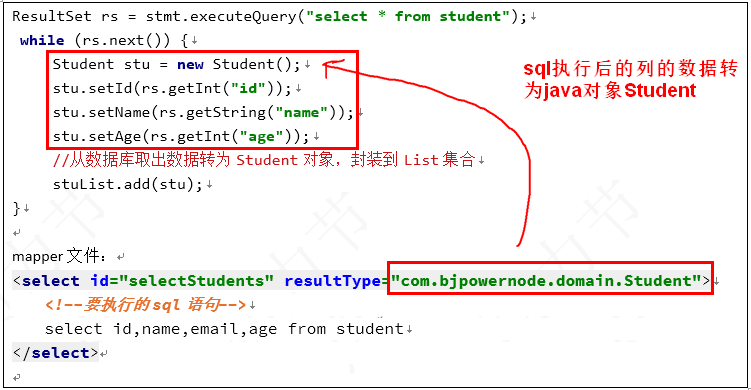 ResultSet rs = stmt.executeQuery("select * from student");
while (rs.next()) {
Student stu = new Student();
stu.setId(rs.getInt("id"));
stu.setName(rs.getString("name"));
stu.setAge(rs.getInt("age"));
sql执行后的列的数据转
为java对象Student
//从数据库取出数据转为 Student 对象，封装到 List 集合
stuList.add(stu);
}
mapper 文件：
<select id="selectStudents" resultType="com.bjpowernode.domain.Student">
<!--要执行的 sql 语句-->
select id,name,email,age from student
</select>